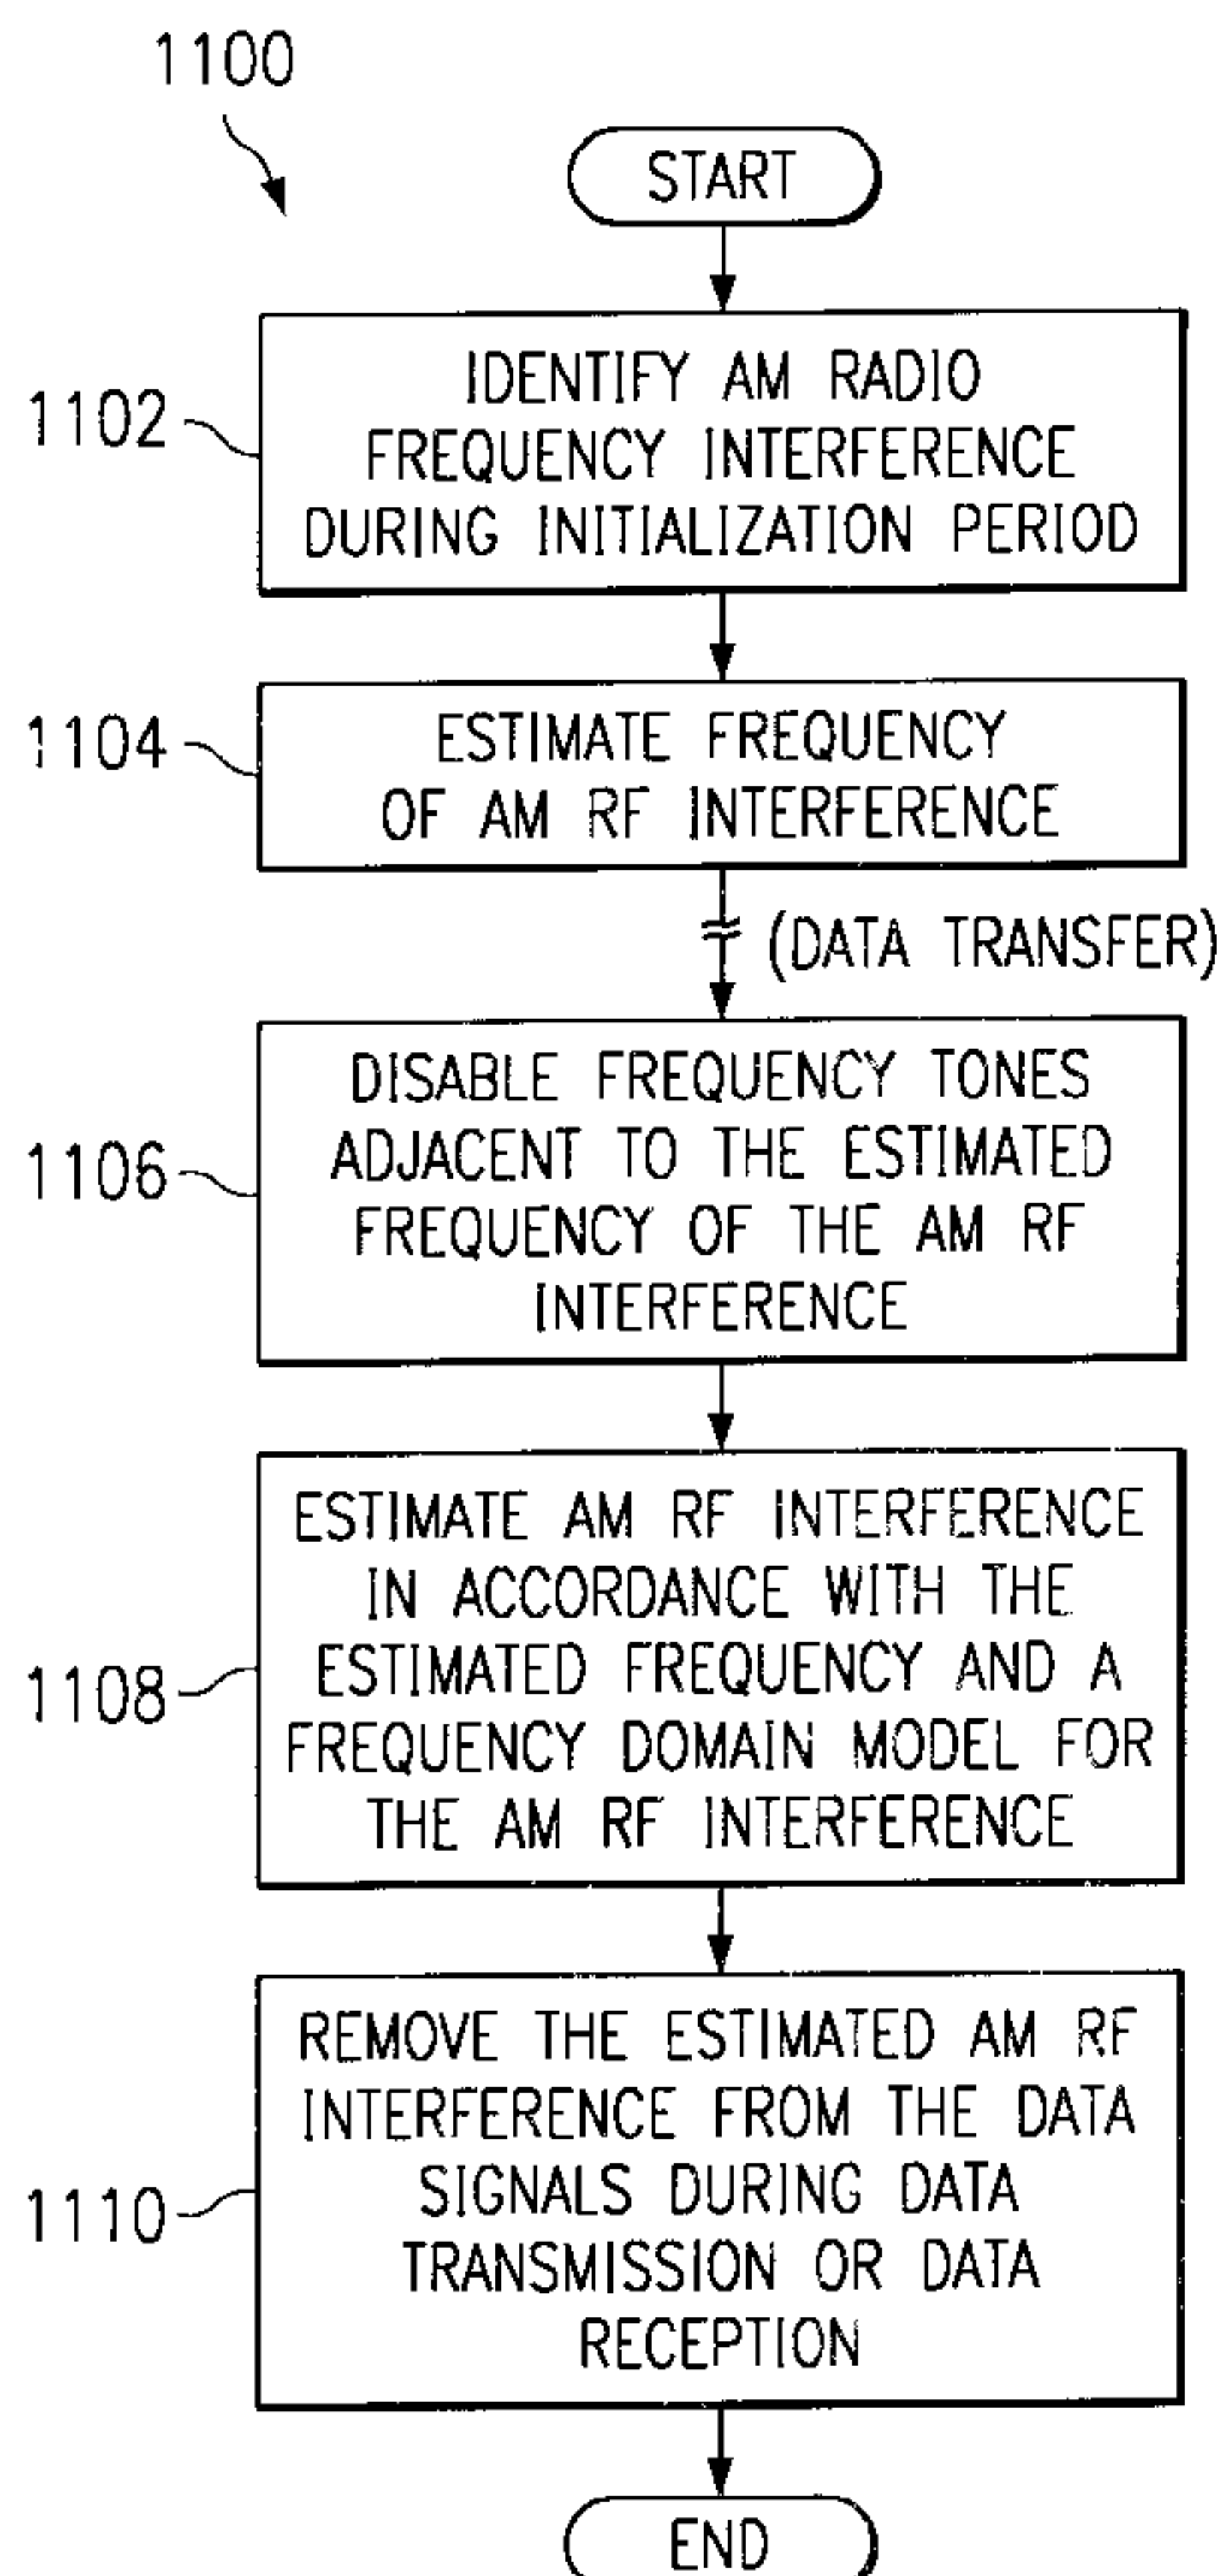 1100
START
1102
IDENTIFY AM RADIO
FREQUENCY INTERFERENCE
DURING INITIALIZATION PERIOD
1104
ESTIMATE FREQUENCY
OF AM RF INTERFERENCE
(DATA TRANSFER)
1106
DISABLE FREQUENCY TONES
ADJACENT TO THE ESTIMATED
FREQUENCY OF THE AM RF
INTERFERENCE
1108
ESTIMATE AM RF INTERFERENCE
IN ACCORDANCE WITH THE
ESTIMATED FREQUENCY AND A
FREQUENCY DOMAIN MODEL FOR
THE AM RF INTERFERENCE
1110
REMOVE THE ESTIMATED AM RF
INTERFERENCE FROM THE DATA
SIGNALS DURING DATA
TRANSMISSION OR DATA
RECEPTION
END